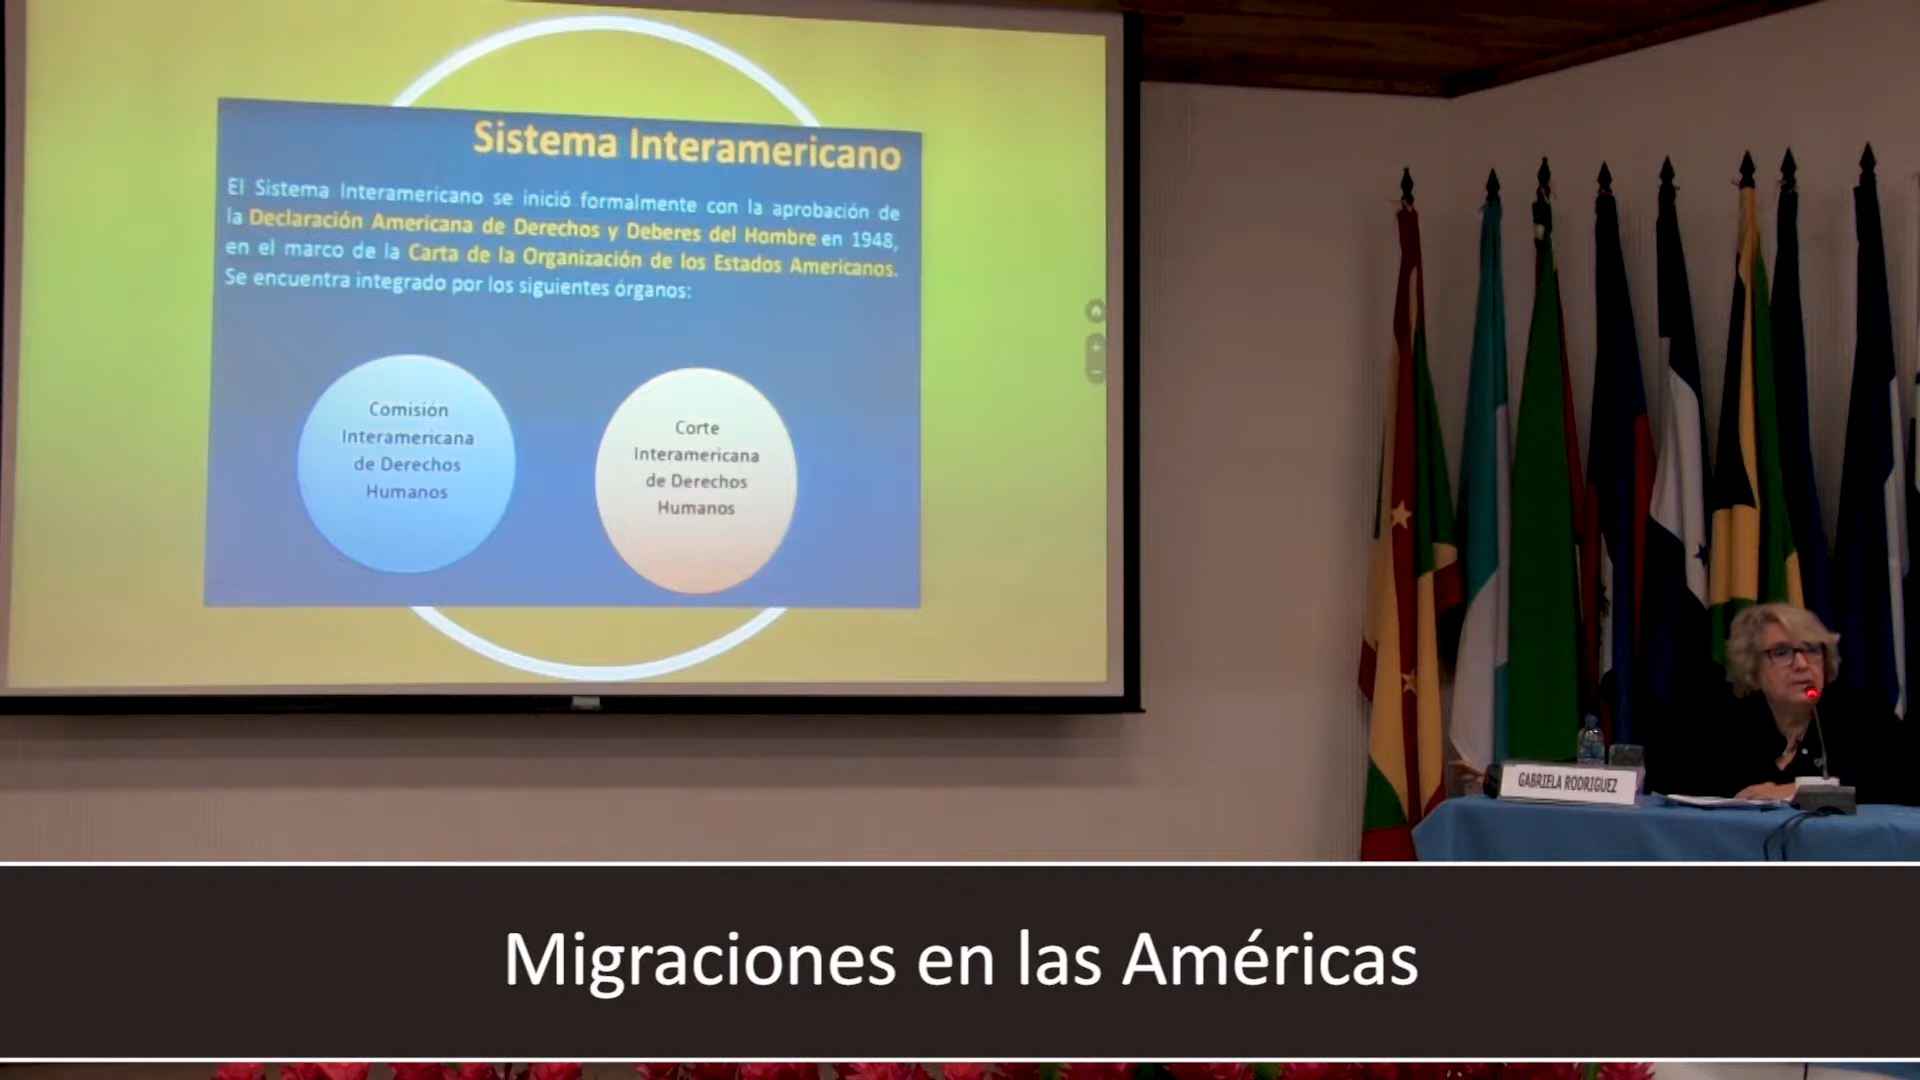 Sistema Interamericano
El Sistema Interamericano se inició formalmente con la aprobación de
la Declaración Americana de Derechos y Deberes del Hombre en 1948,
en el marco de la Carta de la Organización de los Estados Americanos.
Se encuentra integrado por los siguientes órganos:
Comisión
Interamericana
de Derechos
Humanos
Corte
Interamericana
de Derechos
Humanos
GABRIELA RODRIGUEZ
Migraciones en las Américas